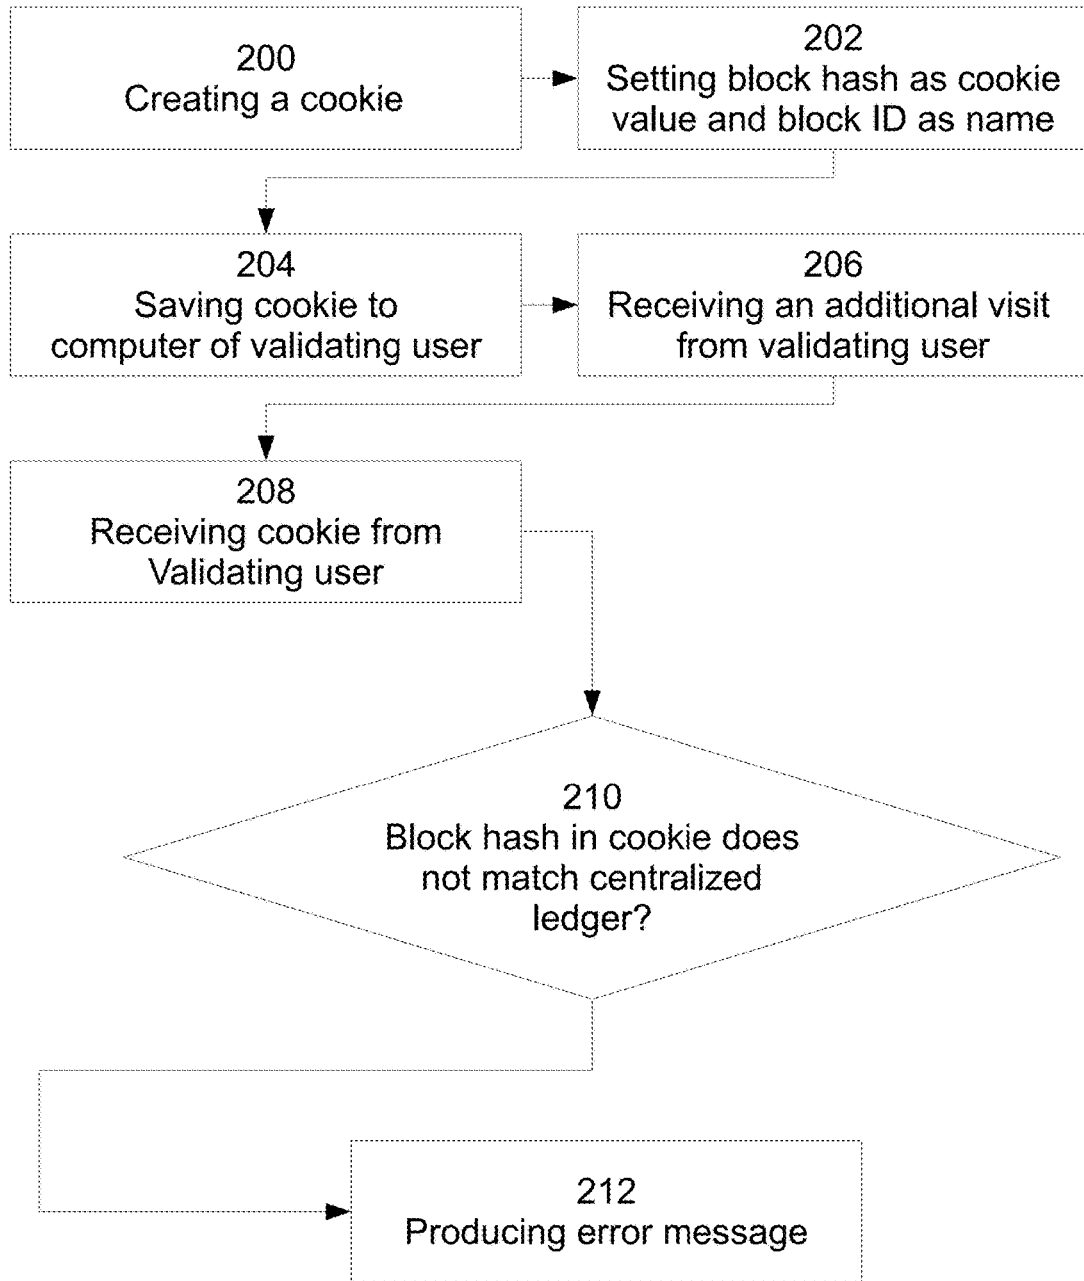 200
Creating a cookie
202
Setting block hash as cookie
value and block ID as name
204
Saving cookie to
computer of validating user
206
Receiving an additional visit
from validating user
208
Receiving cookie from
Validating user
210
Block hash in cookie does
not match centralized
ledger?
212
Producing error message